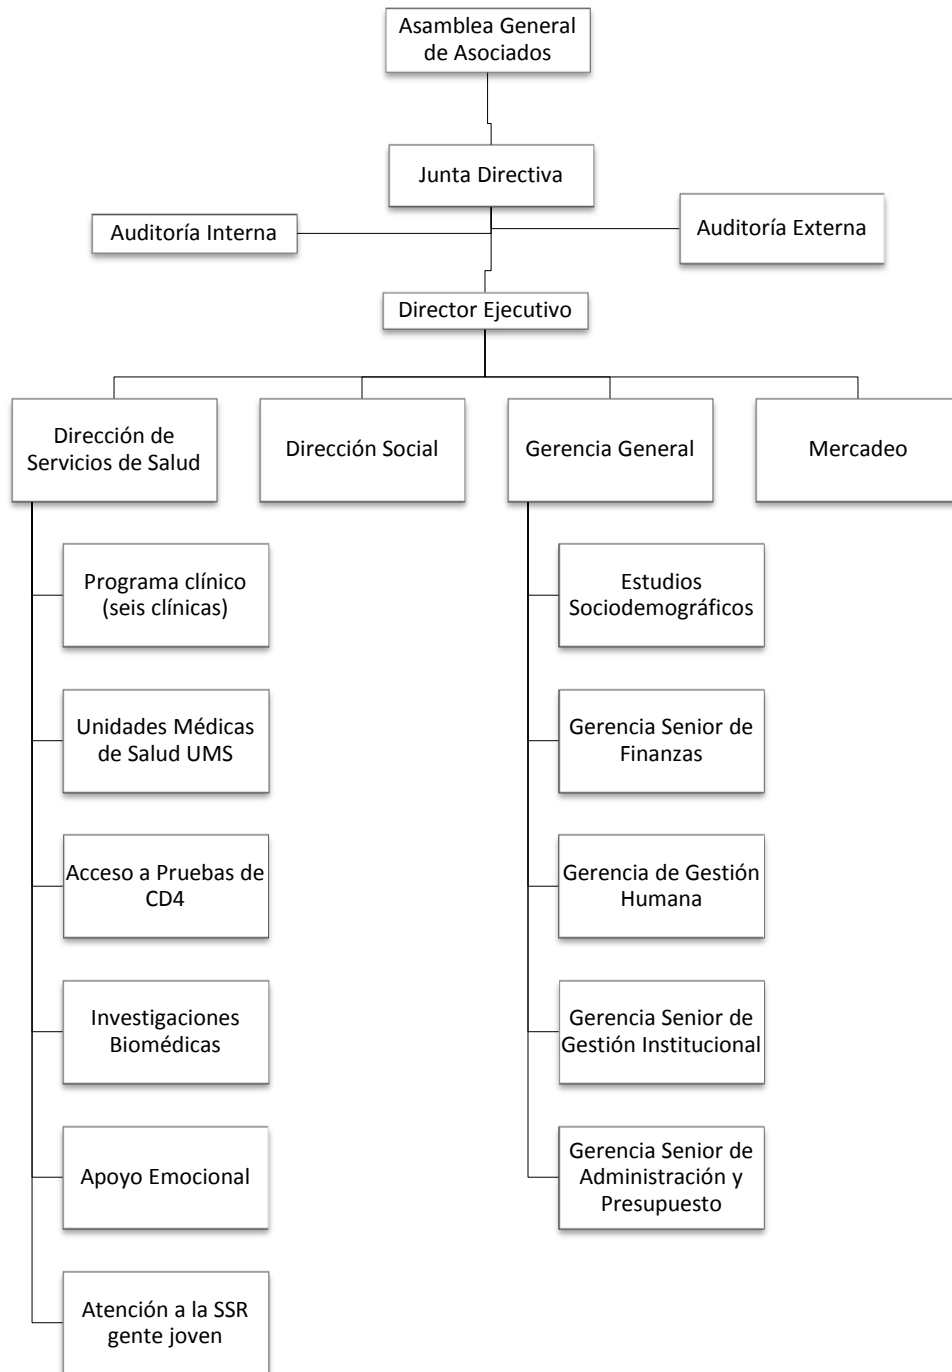 Asamblea General
de Asociados
Junta Directiva
Auditoría Interna
Auditoría Externa
Director Ejecutivo
Dirección de
Servicios de Salud
Dirección Social
Gerencia General
Mercadeo
Programa clínico
(seis clínicas)
Unidades Médicas
de Salud UMS
Acceso a Pruebas de
CD4
Investigaciones
Biomédicas
Apoyo Emocional
Atención a la SSR
gente joven
Estudios
Sociodemográficos
Gerencia Senior de
Finanzas
Gerencia de Gestión
Humana
Gerencia Senior de
Gestión Institucional
Gerencia Senior de
Administración y
Presupuesto